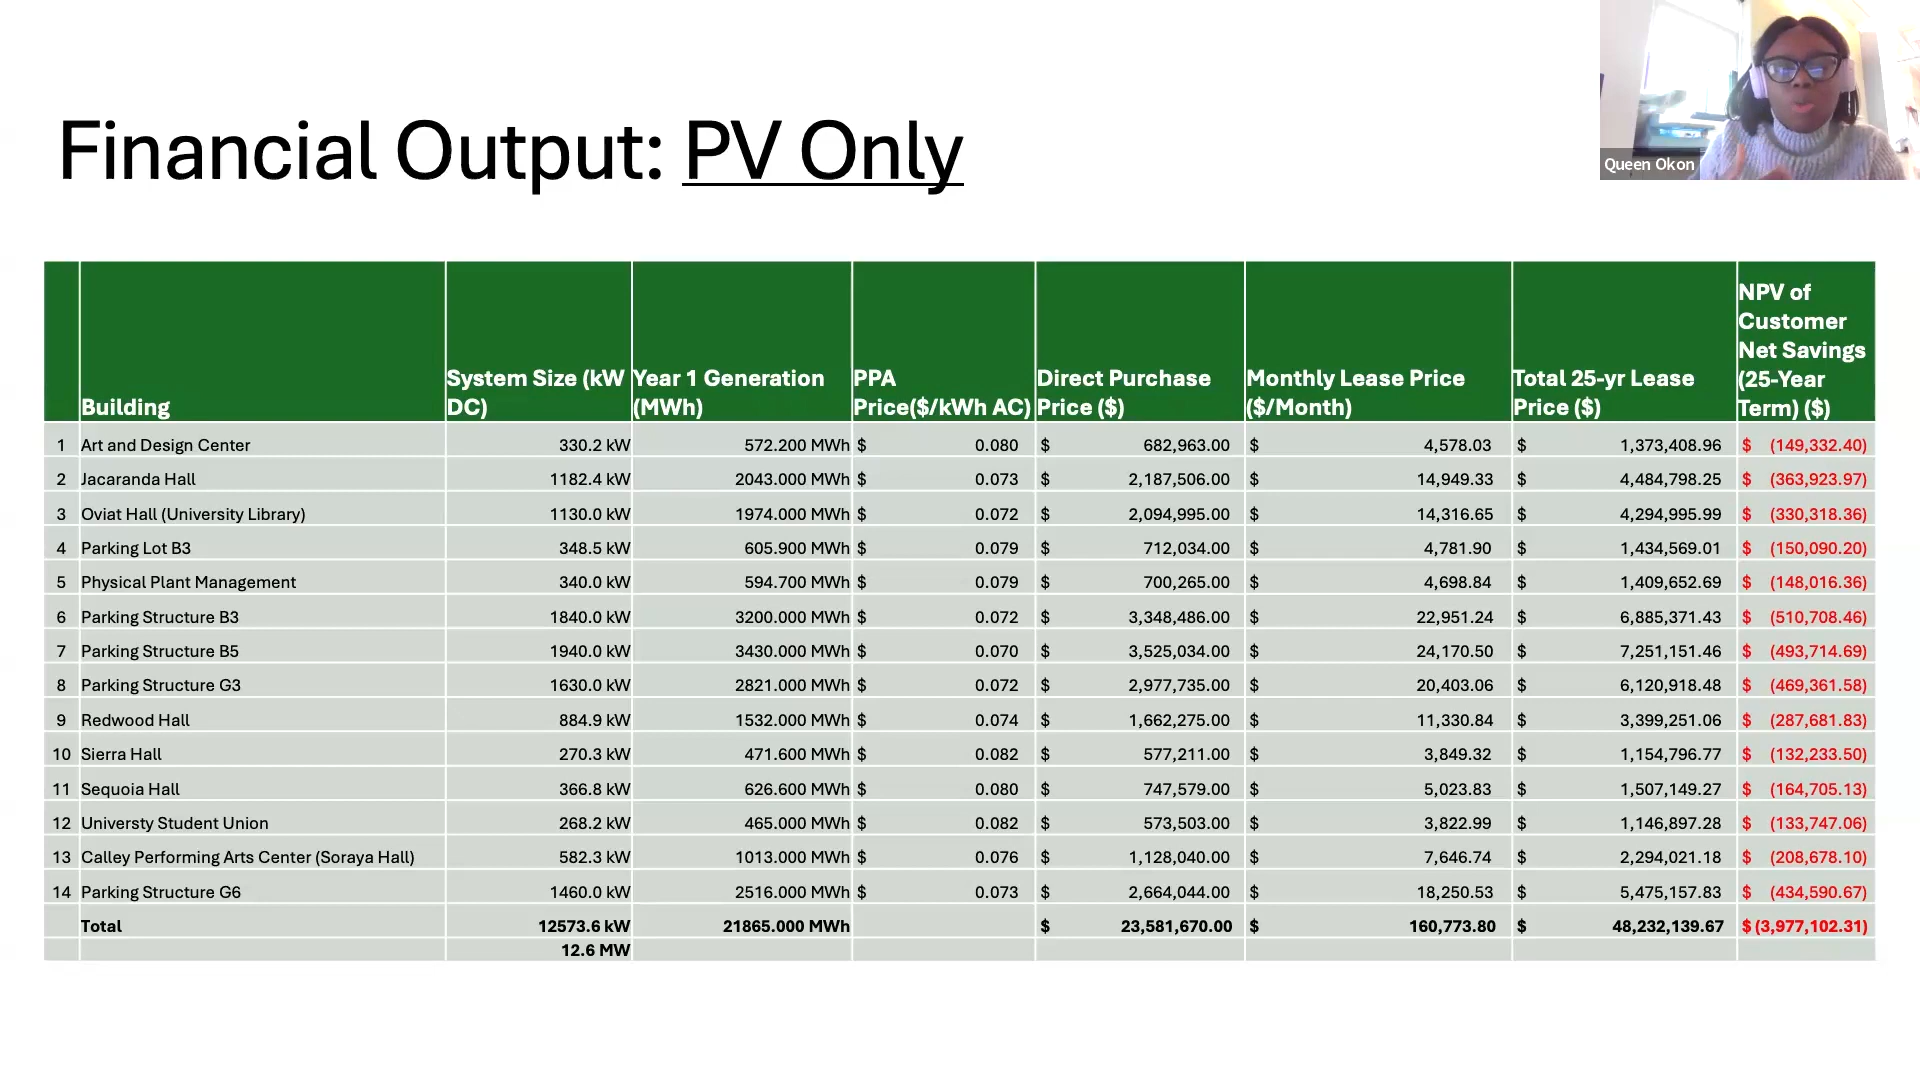 Queen Okon
Financial Output: PV Only
Building | System Size (kW DC) | Year 1 Generation (MWh) | PPA Price($/kWh AC) | Direct Purchase Price ($) | Monthly Lease Price ($/Month) | Total 25-yr Lease Price ($) | NPV of Customer Net Savings (25-Year Term) ($)
1 Art and Design Center 330.2 kW 572.200 MWh $ 0.080 $ 682,963.00 $ 4,578.03 $ 1,373,408.96 $ (149,332.40)
2 Jacaranda Hall 1182.4 kW 2043.000 MWh $ 0.073 $ 2,187,506.00 $ 14,949.33 $ 4,484,798.25 $ (363,923.97)
3 Oviat Hall (University Library) 1130.0 kW 1974.000 MWh $ 0.072 $ 2,094,995.00 $ 14,316.65 $ 4,294,995.99 $ (330,318.36)
4 Parking Lot B3 348.5 kW 605.900 MWh $ 0.079 $ 712,034.00 $ 4,781.90 $ 1,434,569.01 $ (150,090.20)
5 Physical Plant Management 340.0 kW 594.700 MWh $ 0.079 $ 700,265.00 $ 4,698.84 $ 1,409,652.69 $ (148,016.36)
6 Parking Structure B3 1840.0 kW 3200.000 MWh $ 0.072 $ 3,348,486.00 $ 22,951.24 $ 6,885,371.43 $ (510,708.46)
7 Parking Structure B5 1940.0 kW 3430.000 MWh $ 0.070 $ 3,525,034.00 $ 24,170.50 $ 7,251,151.46 $ (493,714.69)
8 Parking Structure G3 1630.0 kW 2821.000 MWh $ 0.072 $ 2,977,735.00 $ 20,403.06 $ 6,120,918.48 $ (469,361.58)
9 Redwood Hall 884.9 kW 1532.000 MWh $ 0.074 $ 1,662,275.00 $ 11,330.84 $ 3,399,251.06 $ (287,681.83)
10 Sierra Hall 270.3 kW 471.600 MWh $ 0.082 $ 577,211.00 $ 3,849.32 $ 1,154,796.77 $ (132,233.50)
11 Sequoia Hall 366.8 kW 626.600 MWh $ 0.080 $ 747,579.00 $ 5,023.83 $ 1,507,149.27 $ (164,705.13)
12 Universty Student Union 268.2 kW 465.000 MWh $ 0.082 $ 573,503.00 $ 3,822.99 $ 1,146,897.28 $ (133,747.06)
13 Calley Performing Arts Center (Soraya Hall) 582.3 kW 1013.000 MWh $ 0.076 $ 1,128,040.00 $ 7,646.74 $ 2,294,021.18 $ (208,678.10)
14 Parking Structure G6 1460.0 kW 2516.000 MWh $ 0.073 $ 2,664,044.00 $ 18,250.53 $ 5,475,157.83 $ (434,590.67)
Total 12573.6 kW 21865.000 MWh $ 23,581,670.00 $ 160,773.80 $ 48,232,139.67 $ (3,977,102.31)
12.6 MW